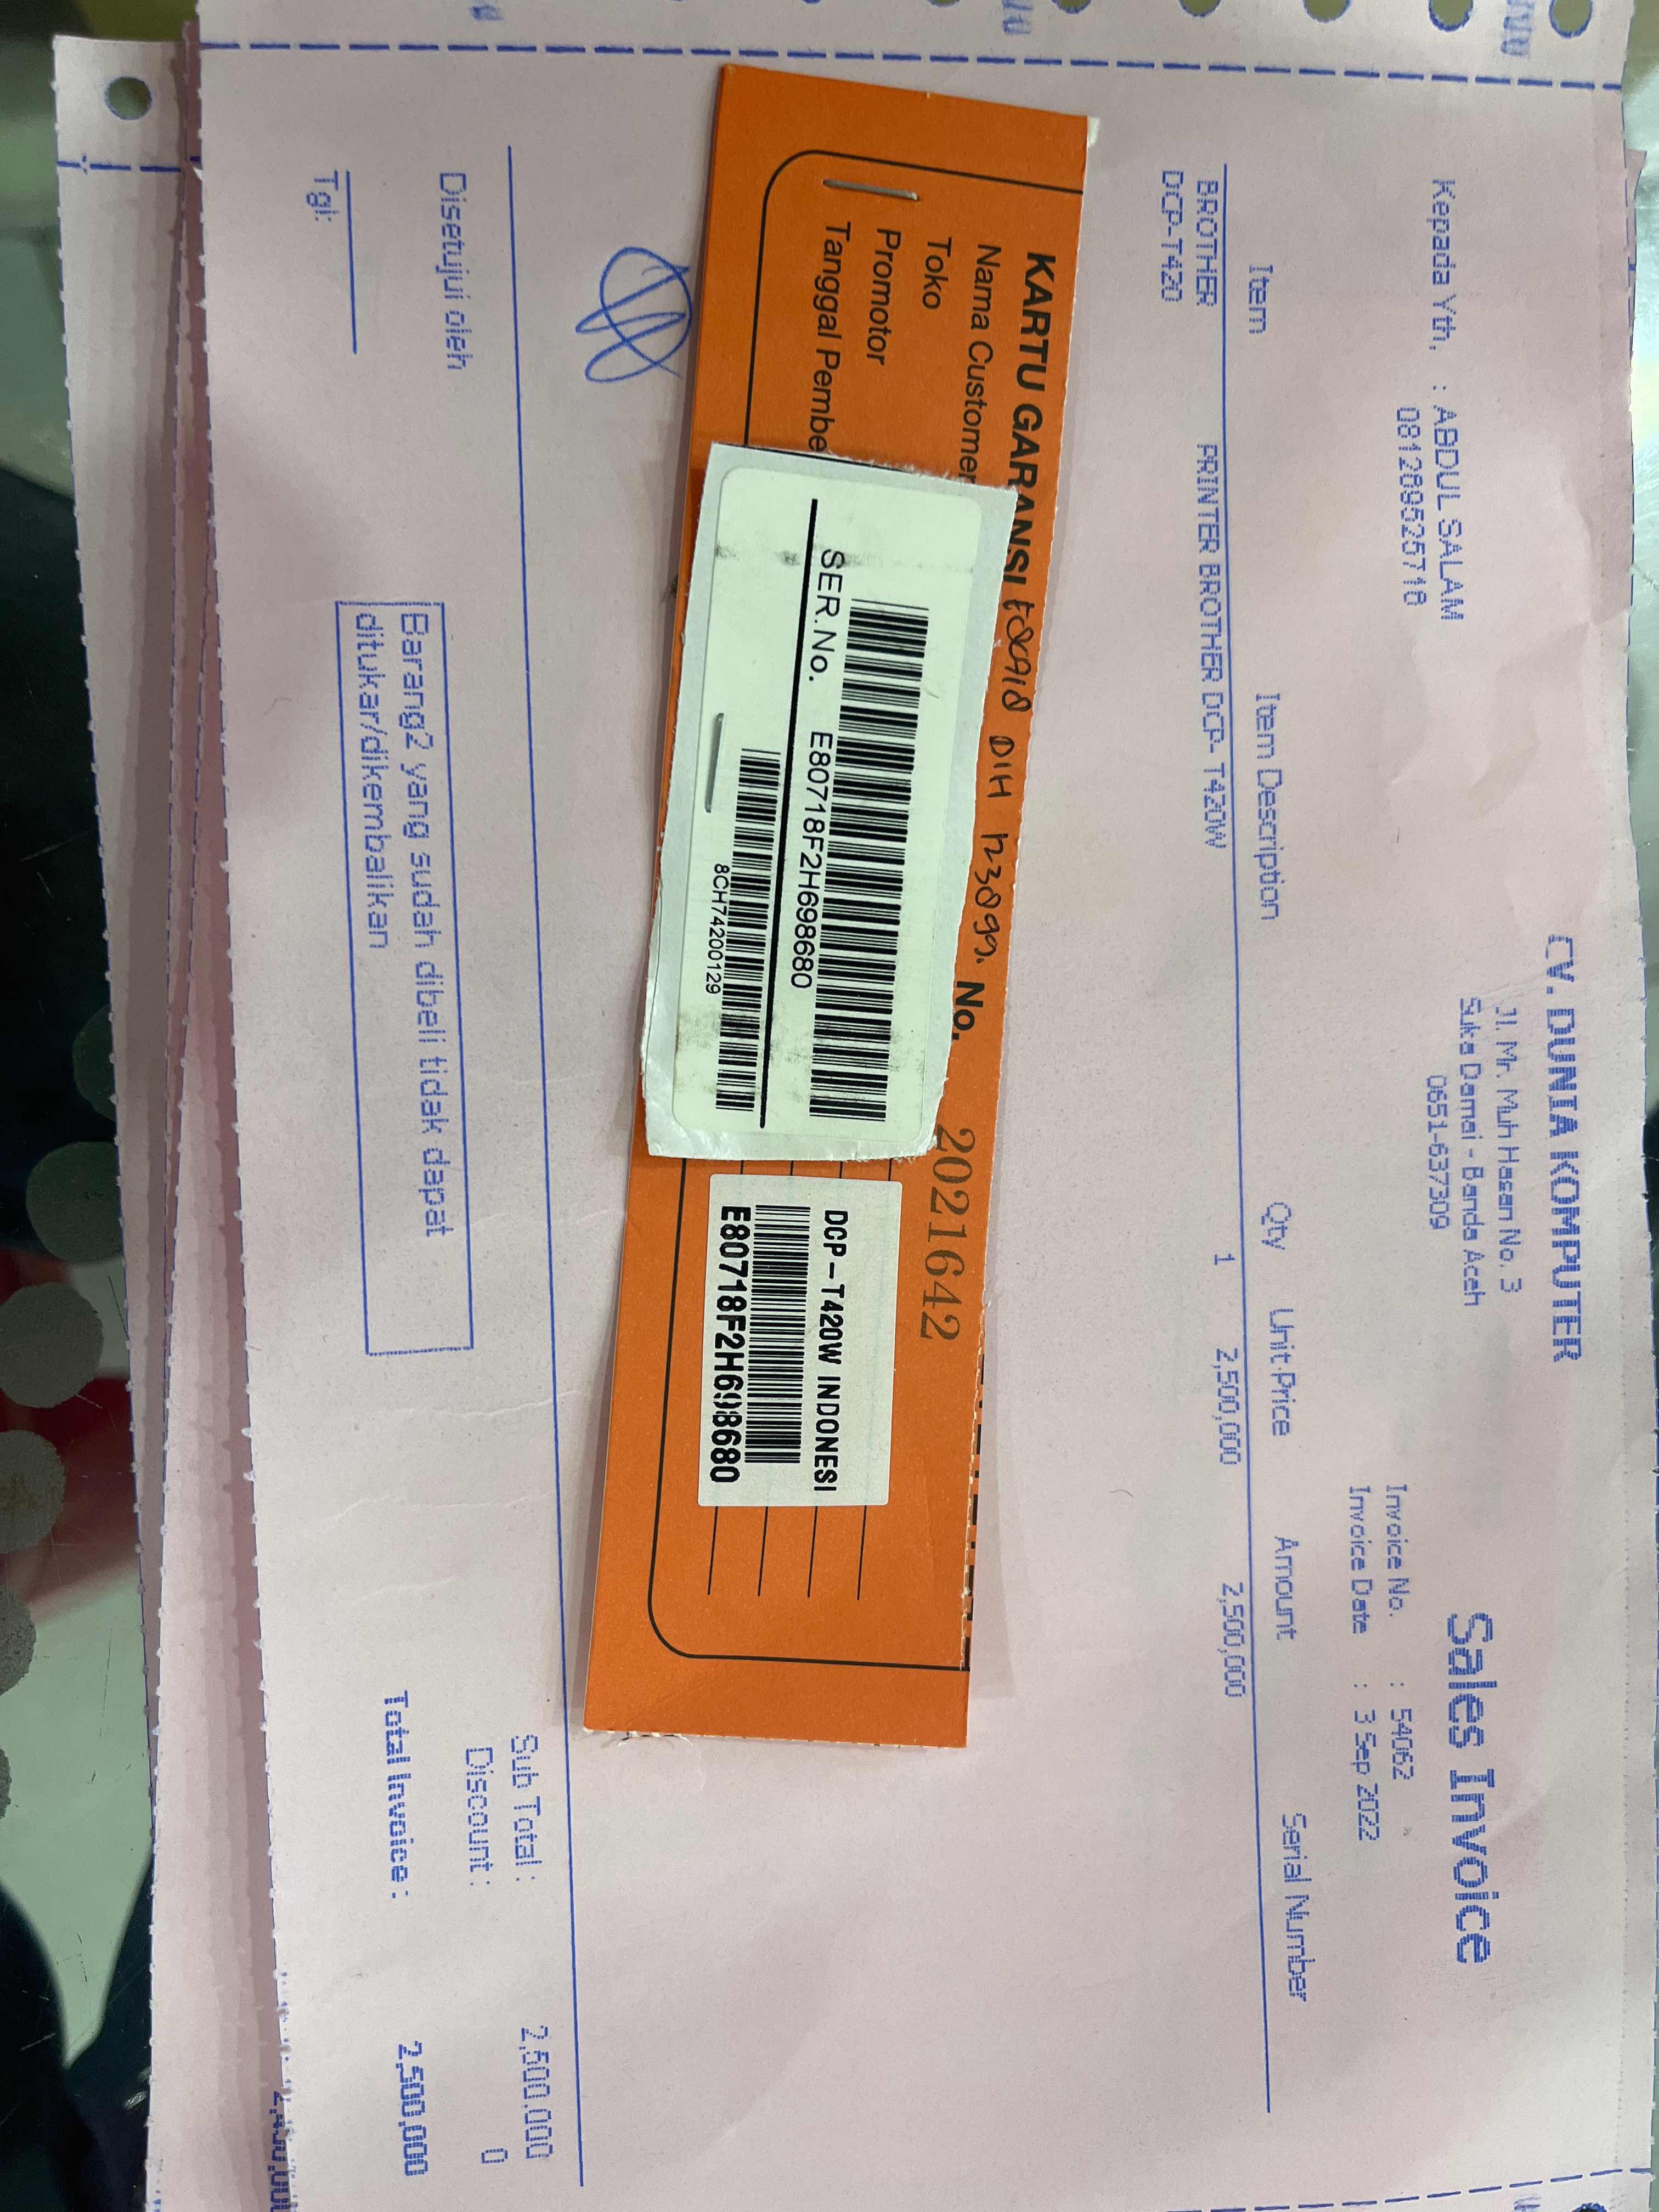 CV. DUNIA KOMPUTER
Jl. Mr. Muh Hasan No. 3
Suka Damai - Banda Aceh
0651-637309
Sales Invoice
Kepada Yth, : ABDUL SALAM
081289525718
Invoice No. : 54062
Invoice Date : 3 Sep 2022
Item Item Description Qty Unit Price Amount Serial Number
BROTHER DCP-T420 PRINTER BROTHER DCP- T420W 1 2,500,000 2,500,000
KARTU GARANSI
No. 2021642
Nama Customer
Toko
Promotor
Tanggal Pembe
SER.No. E80718F2H698680
8CH74200129
DCP-T420W INDONESI
E80718F2H698680
Sub Total : 2,500,000
Discount : 0
Total Invoice : 2,500,000
Disetujui oleh
Tgl:
Barang2 yang sudah dibeli tidak dapat
ditukar/dikembalikan